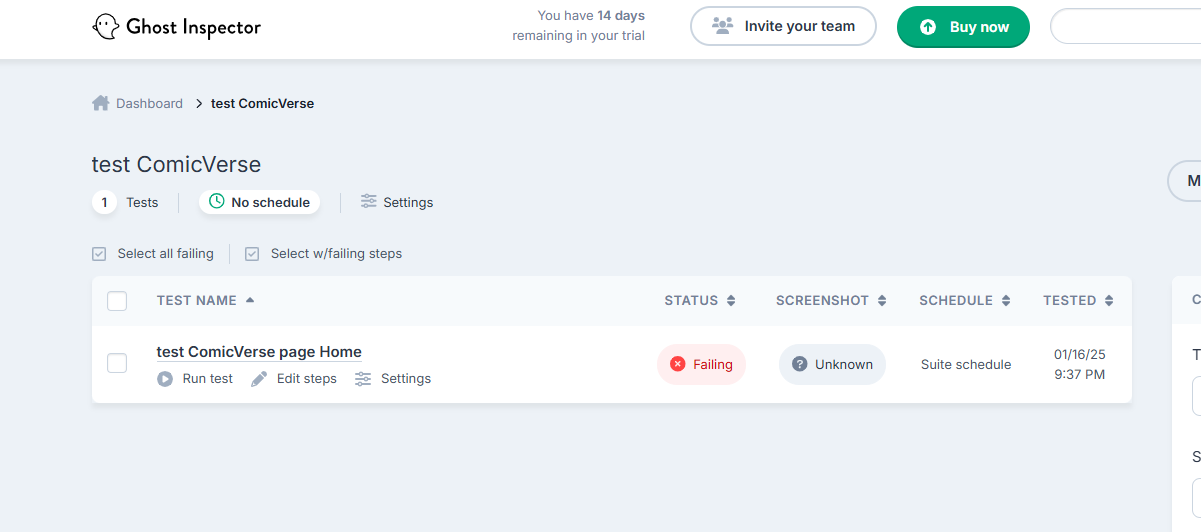 Ghost Inspector
You have 14 days
remaining in your trial
Invite your team
Buy now
Dashboard > test ComicVerse
test ComicVerse
1 Tests
No schedule
Settings
Select all failing
Select w/failing steps
TEST NAME STATUS SCREENSHOT SCHEDULE TESTED
test ComicVerse page Home
Failing
Unknown
Suite schedule
01/16/25
9:37 PM
Run test
Edit steps
Settings